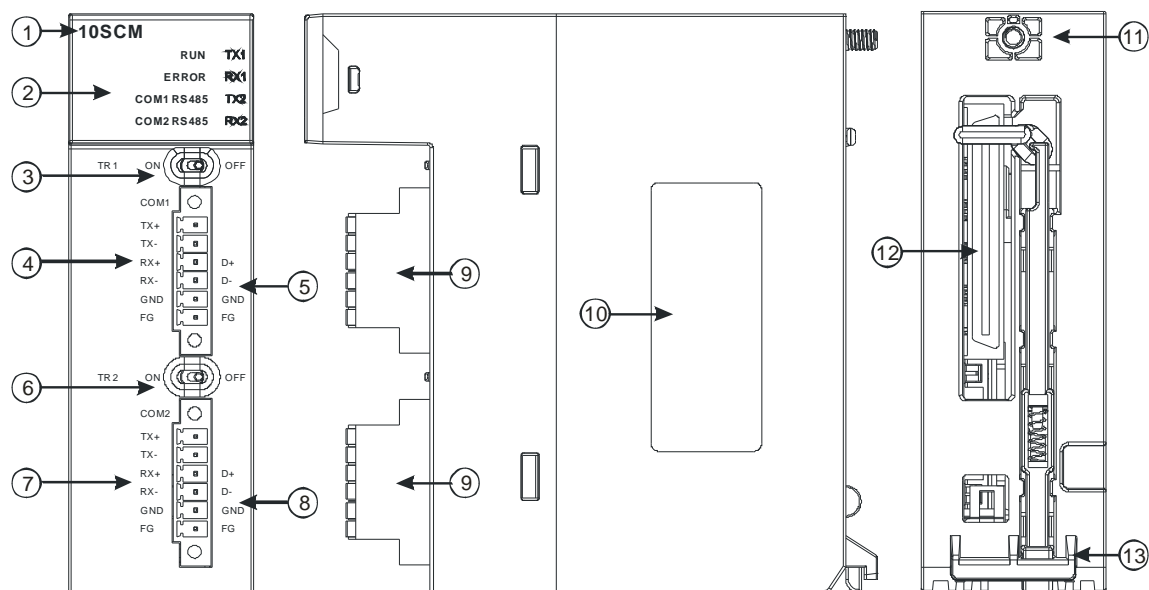 1 10SCM
RUN TX1
ERROR RX1
2 COM1 RS485 TX2
COM2 RS485 RX2
3 TR1 ON OFF
COM1
TX+
TX-
4 RX+ D+
RX- D- 5
GND GND
FG FG
6 TR2 ON OFF
COM2
TX+
TX-
7 RX+ D+
RX- D- 8
GND GND
FG FG
9
9
10
11
12
13